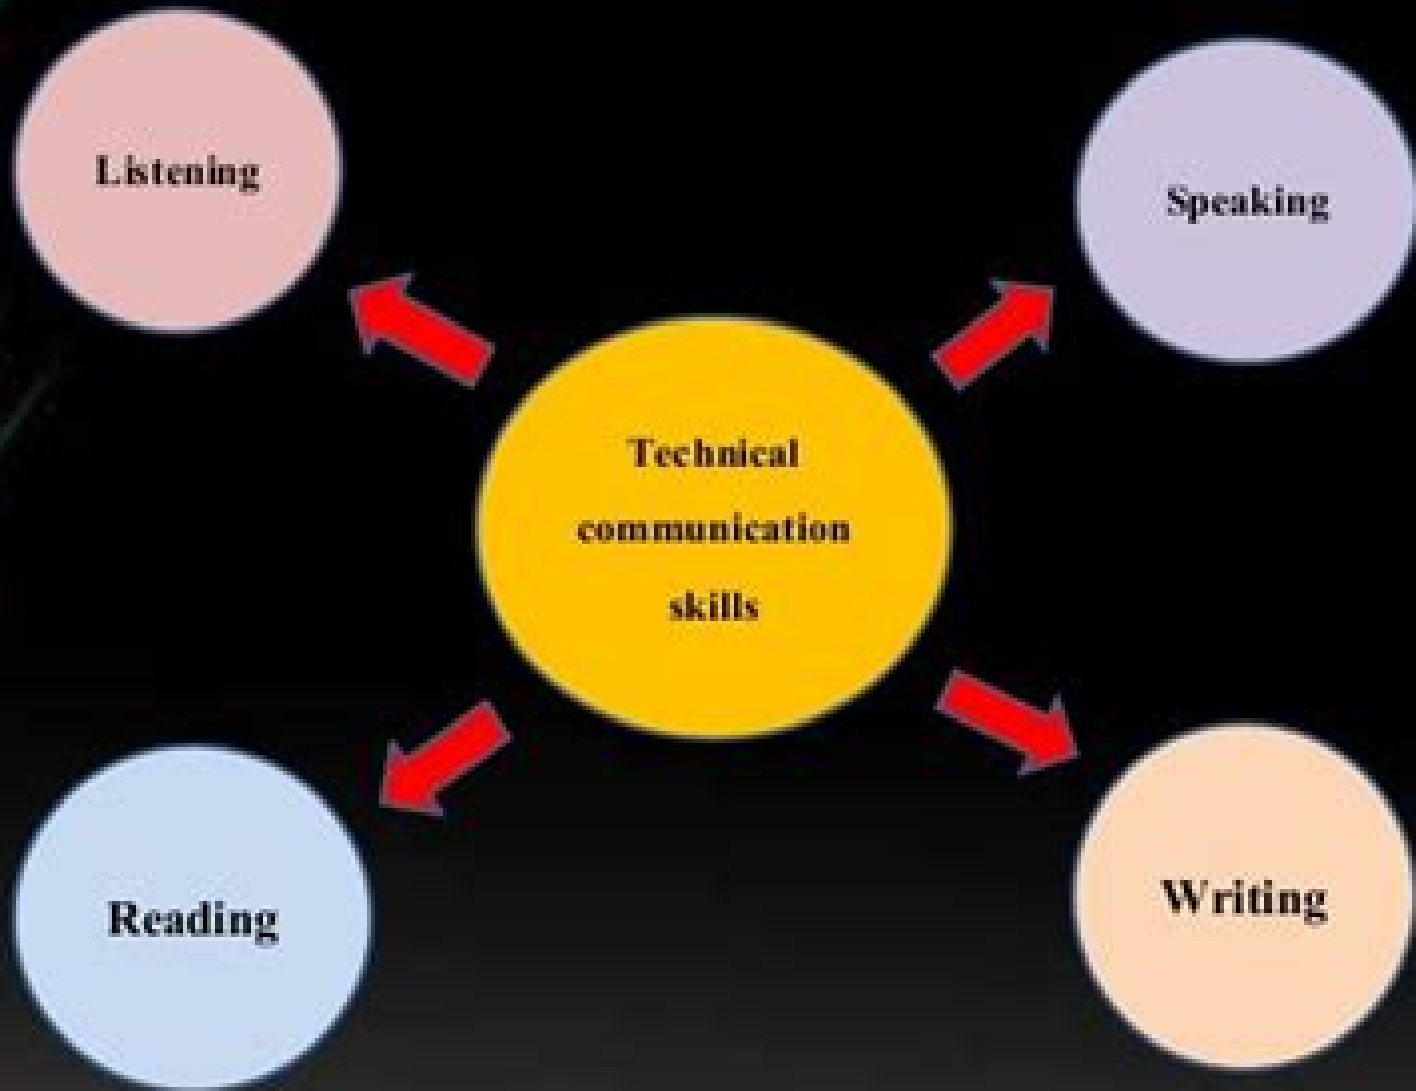 Listening
Speaking
Technical
communication
skills
Reading
Writing